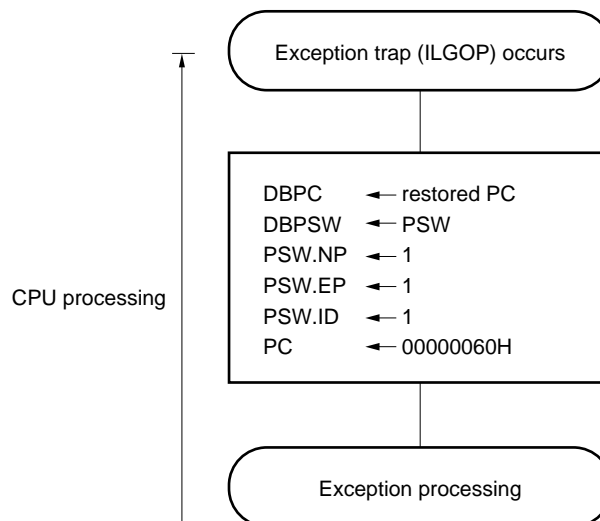 Exception trap (ILGOP) occurs
DBPC ← restored PC
DBPSW ← PSW
PSW.NP ← 1
PSW.EP ← 1
PSW.ID ← 1
PC ← 00000060H
CPU processing
Exception processing